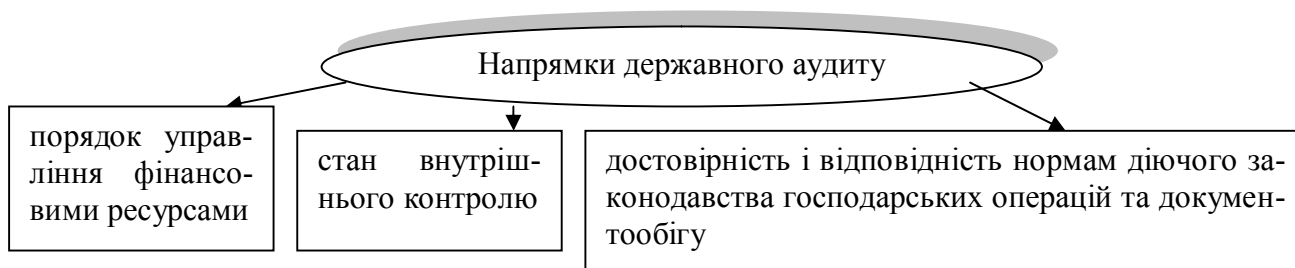 Напрямки державного аудиту
порядок управ-
ління фінансо-
вими ресурсами
стан внутріш-
нього контролю
достовірність і відповідність нормам діючого за-
конодавства господарських операцій та докумен-
тообігу